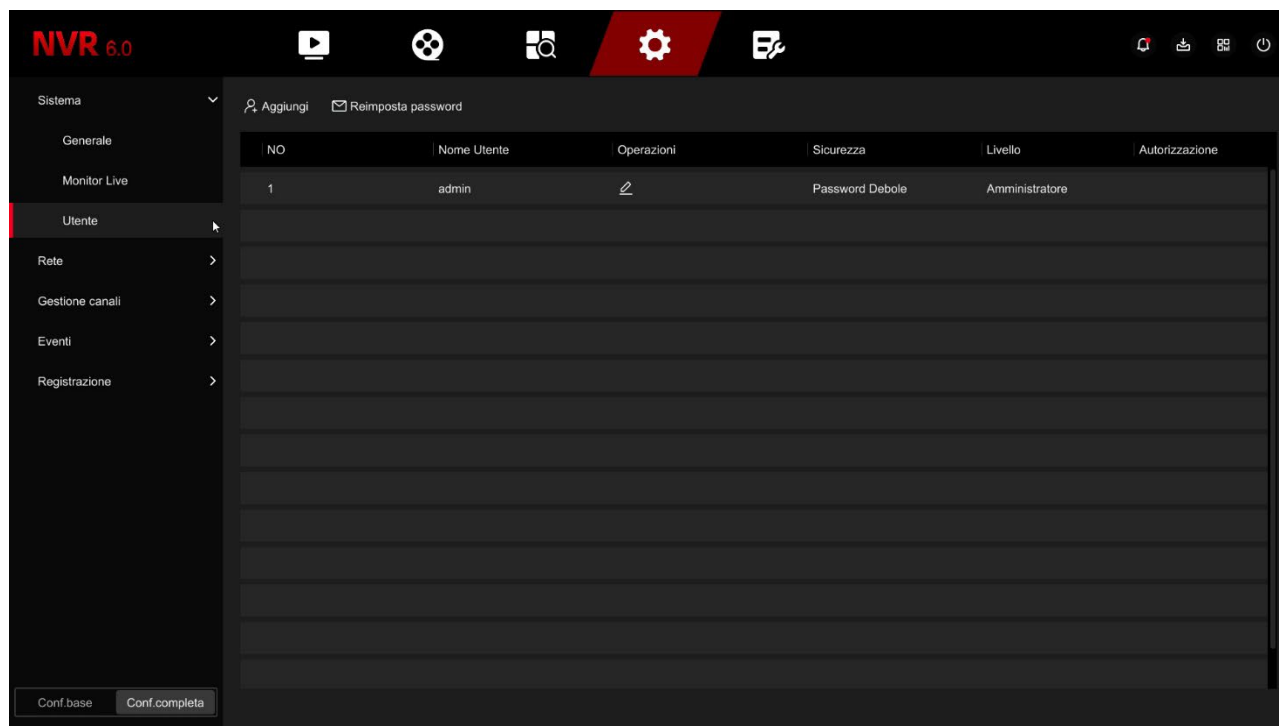 NVR 6.0
Sistema
Generale
Monitor Live
Utente
Rete
Gestione canali
Eventi
Registrazione
Conf.base Conf.completa
Aggiungi Reimposta password
NO Nome Utente Operazioni Sicurezza Livello Autorizzazione
1 admin Password Debole Amministratore